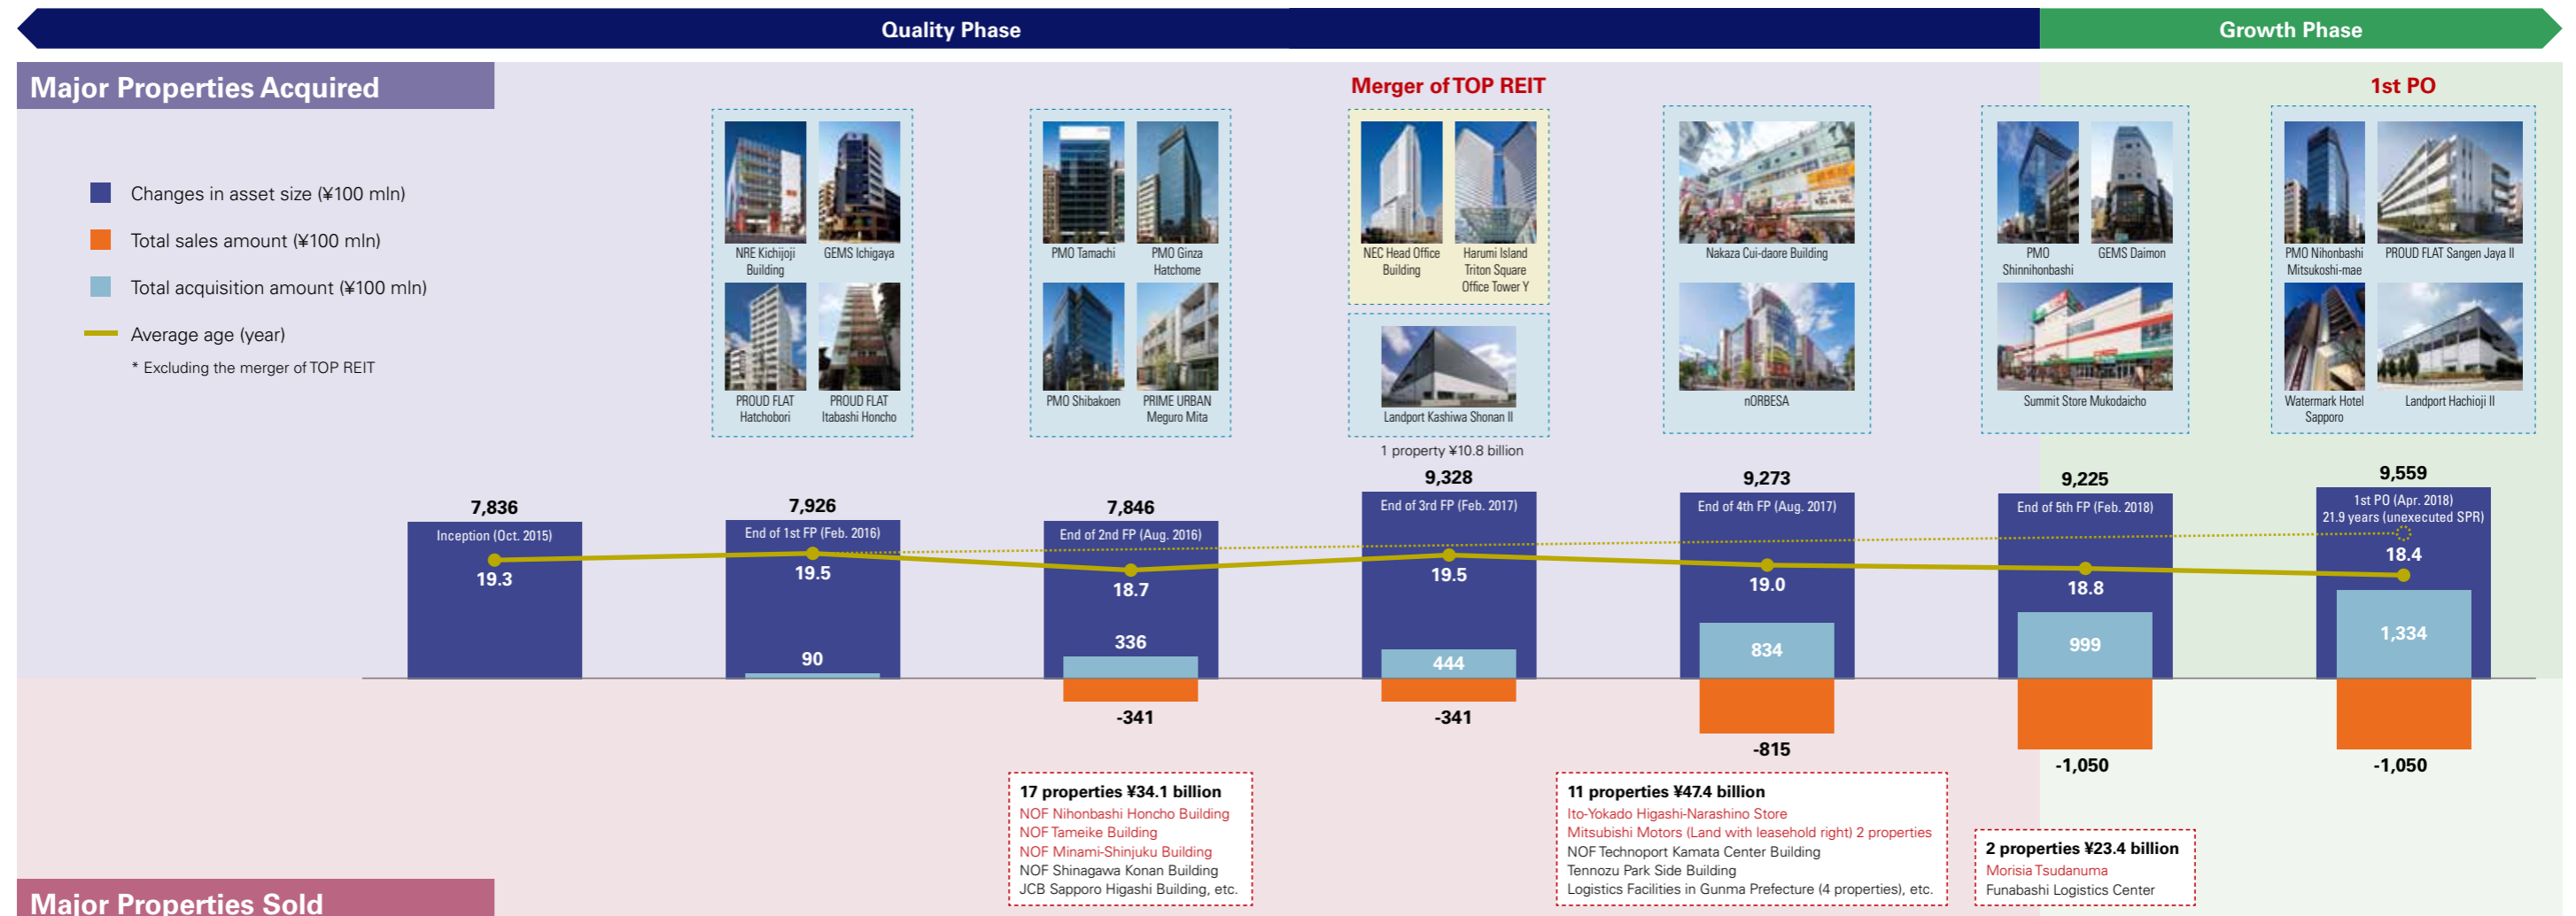 Quality Phase
Growth Phase
Major Properties Acquired
Changes in asset size (¥100 mln)
Total sales amount (¥100 mln)
Total acquisition amount (¥100 mln)
Average age (year)
* Excluding the merger of TOP REIT
NRE Kichijoji
Building
GEMS Ichigaya
PROUD FLAT
Hatchobori
PROUD FLAT
Itabashi Honcho
PMO Tamachi
PMO Ginza
Hatchome
PMO Shibakoen
PRIME URBAN
Meguro Mita
Merger of TOP REIT
NEC Head Office
Building
Harumi Island
Triton Square
Office Tower Y
Landport Kashiwa Shonan II
1 property ¥10.8 billion
Nakaza Cui-daore Building
nORBESA
PMO
Shinnihonbashi
GEMS Daimon
Summit Store Mukodaicho
1st PO
PMO Nihonbashi
Mitsukoshi-mae
PROUD FLAT Sangen Jaya II
Watermark Hotel
Sapporo
Landport Hachioji II
7,836
Inception (Oct. 2015)
19.3
7,926
End of 1st FP (Feb. 2016)
19.5
90
7,846
End of 2nd FP (Aug. 2016)
18.7
336
-341
9,328
End of 3rd FP (Feb. 2017)
19.5
444
-341
9,273
End of 4th FP (Aug. 2017)
19.0
834
-815
9,225
End of 5th FP (Feb. 2018)
18.8
999
-1,050
9,559
1st PO (Apr. 2018)
21.9 years (unexecuted SPR)
18.4
1,334
-1,050
17 properties ¥34.1 billion
NOF Nihonbashi Honcho Building
NOF Tameike Building
NOF Minami-Shinjuku Building
NOF Shinagawa Konan Building
JCB Sapporo Higashi Building, etc.
11 properties ¥47.4 billion
Ito-Yokado Higashi-Narashino Store
Mitsubishi Motors (Land with leasehold right) 2 properties
NOF Technoport Kamata Center Building
Tennozu Park Side Building
Logistics Facilities in Gunma Prefecture (4 properties), etc.
2 properties ¥23.4 billion
Morisia Tsudanuma
Funabashi Logistics Center
Major Properties Sold